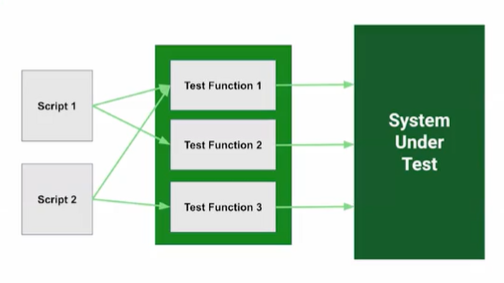 Script 1
Script 2
Test Function 1
Test Function 2
Test Function 3
System
Under
Test